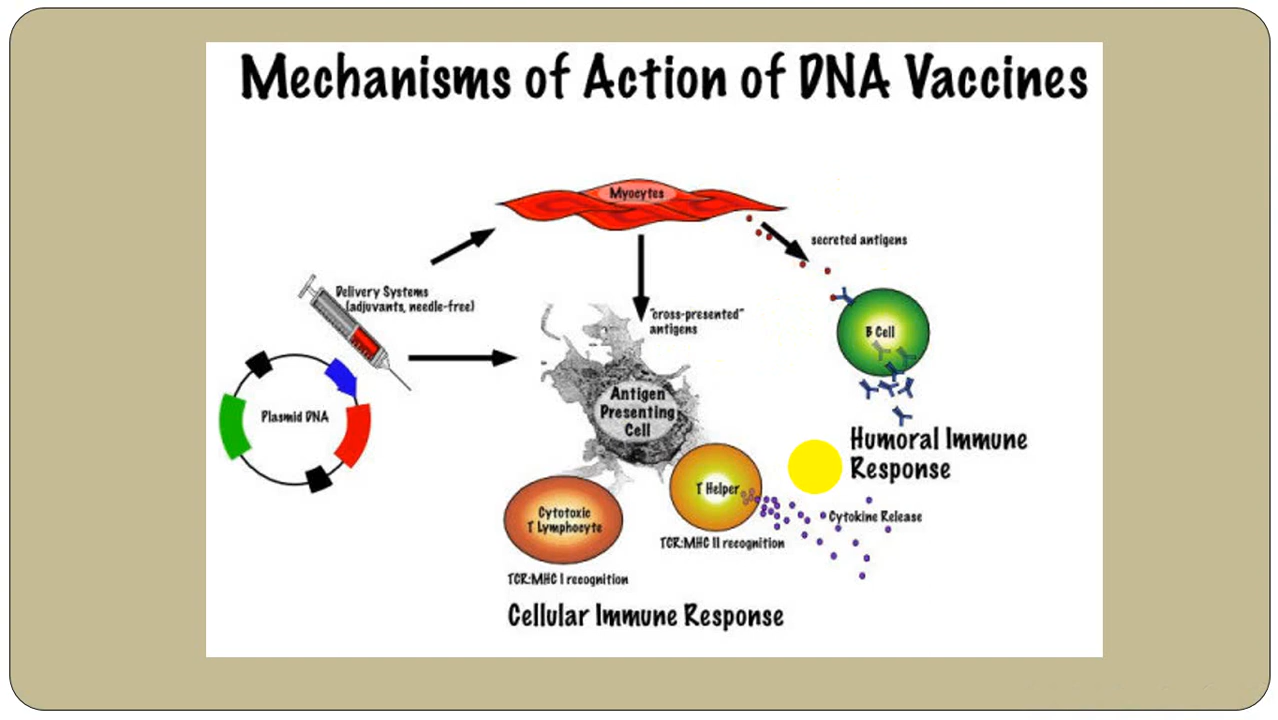 Mechanisms of Action of DNA Vaccines
Myocytes
secreted antigens
Delivery Systems
(adjuvants, needle-free)
"cross-presented"
antigens
B Cell
Plasmid DNA
Antigen
Presenting
Cell
Humoral Immune
Response
T Helper
Cytotoxic
T Lymphocyte
Cytokine Release
TCR:MHC II recognition
TCR:MHC I recognition
Cellular Immune Response